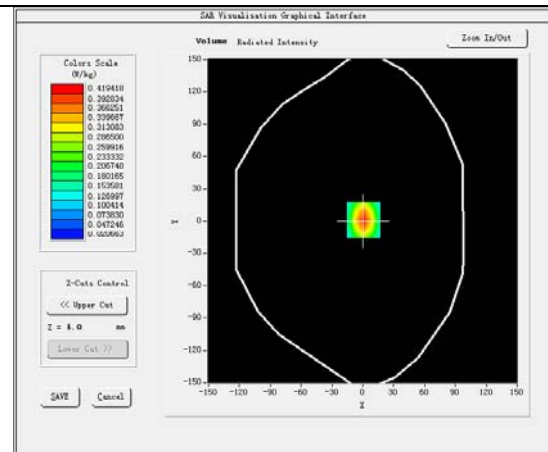 SAR Visualisation Graphical Interface
Volume Radiated Intensity
Zoom In/Out
Colors Scale
(W/kg)
0.419418
0.392834
0.366251
0.339667
0.313083
0.286500
0.259916
0.233332
0.206740
0.180165
0.153581
0.126997
0.100414
0.073830
0.047246
0.020663
Z-Cuts Control
<< Upper Cut
Z = 4.0 mm
Lower Cut >>
SAVE
Cancel
150
120
90
60
30
0
-30
-60
-90
-120
-150
Y
-150 -120 -90 -60 -30 0 30 60 90 120 150
X